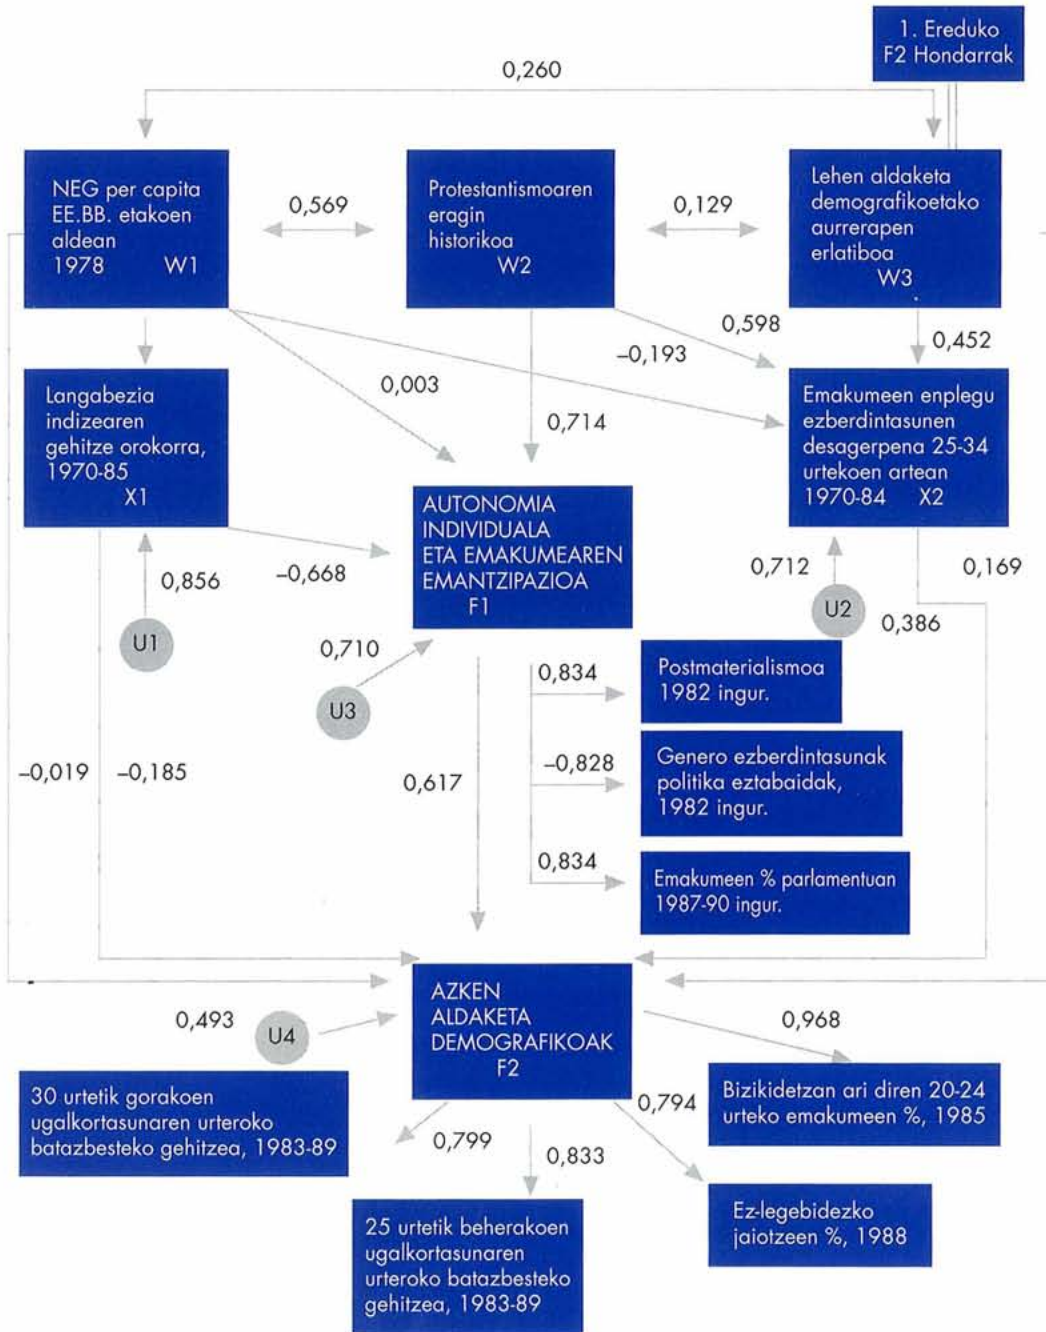 1. Ereduko
F2 Hondarrak
0,260
NEG per capita
EE.BB. etakoen
aldean
1978 W1
0,569
Protestantismoaren
eragin
historikoa
W2
0,129
Lehen aldaketa
demografikoetako
aurrerapen
erlatiboa
W3
0,598
–0,193
0,452
0,003
0,714
Langabezia
indizearen
gehitze orokorra,
1970-85
X1
Emakumeen enplegu
ezberdintasunen
desagerpena 25-34
urtekoen artean
1970-84 X2
AUTONOMIA
INDIVIDUALA
ETA EMAKUMEAREN
EMANTZIPAZIOA
F1
–0,668
0,856
U1
0,712
0,169
U2
0,386
0,710
U3
0,834
Postmaterialismoa
1982 ingur.
–0,019
–0,185
0,617
–0,828
Genero ezberdintasunak
politika eztabaidak,
1982 ingur.
0,834
Emakumeen % parlamentuan
1987-90 ingur.
AZKEN
ALDAKETA
DEMOGRAFIKOAK
F2
0,493
U4
0,968
30 urtetik gorakoen
ugalkortasunaren urteroko
batazbesteko gehitzea, 1983-89
Bizikidetzan ari diren 20-24
urteko emakumeen %, 1985
0,794
0,799
0,833
25 urtetik beherakoen
ugalkortasunaren
urteroko batazbesteko
gehitzea, 1983-89
Ez-legebidezko
jaiotzeen %, 1988